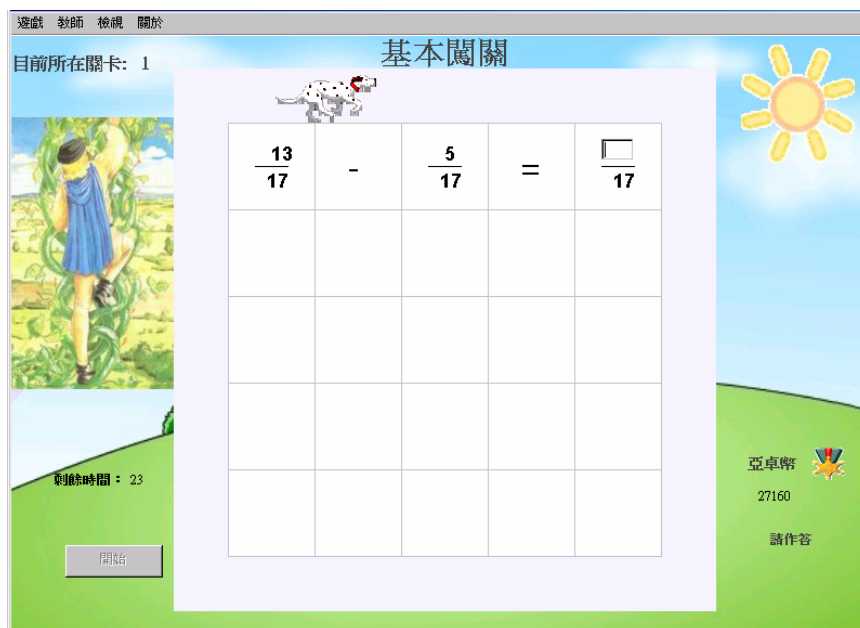 遊戲 教師 檢視 關於
基本闖關
目前所在關卡: 1
13 5
- =
17 17 17
剩餘時間： 23
開始
亞卓幣
27160
請作答